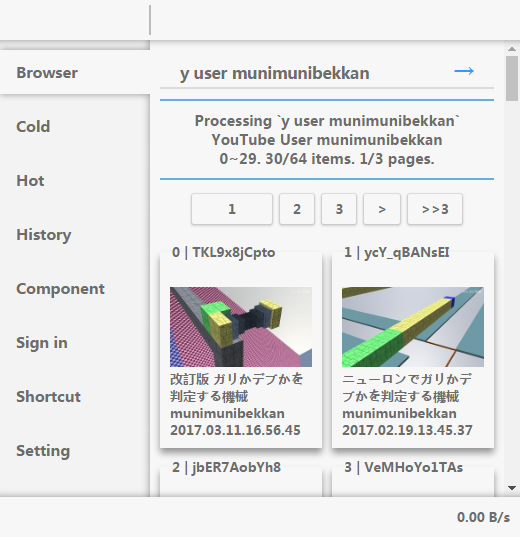 Browser
Cold
Hot
History
Component
Sign in
Shortcut
Setting
y user munimunibekkan →
Processing `y user munimunibekkan`
YouTube User munimunibekkan
0~29. 30/64 items. 1/3 pages.
1 2 3 > >>3
0 | TKL9x8jCpto
改訂版 ガリかデブかを
判定する機械
munimunibekkan
2017.03.11.16.56.45
1 | ycY_qBANsEI
ニューロンでガリかデ
ブかを判定する機械
munimunibekkan
2017.02.19.13.45.37
2 | jbER7AobYh8
3 | VeMHoYo1TAs
0.00 B/s